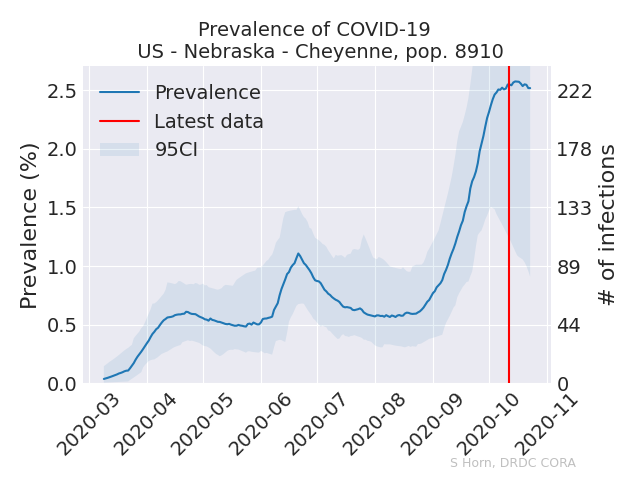 Prevalence of COVID-19
US - Nebraska - Cheyenne, pop. 8910
Prevalence
Latest data
95CI
Prevalence (%)
2.5
2.0
1.5
1.0
0.5
0.0
222
178
133
89
44
0
# of infections
2020-03
2020-04
2020-05
2020-06
2020-07
2020-08
2020-09
2020-10
2020-11
S Horn, DRDC CORA